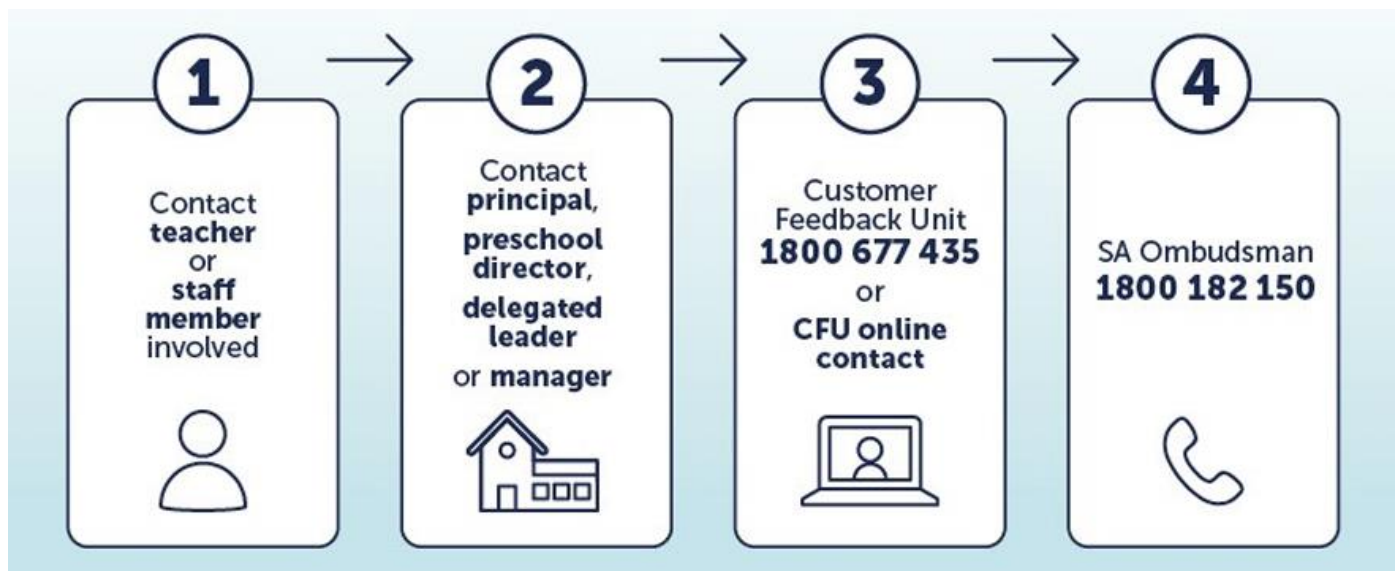 1
Contact
teacher
or
staff
member
involved
2
Contact
principal,
preschool
director,
delegated
leader
or manager
3
Customer
Feedback Unit
1800 677 435
or
CFU online
contact
4
SA Ombudsman
1800 182 150